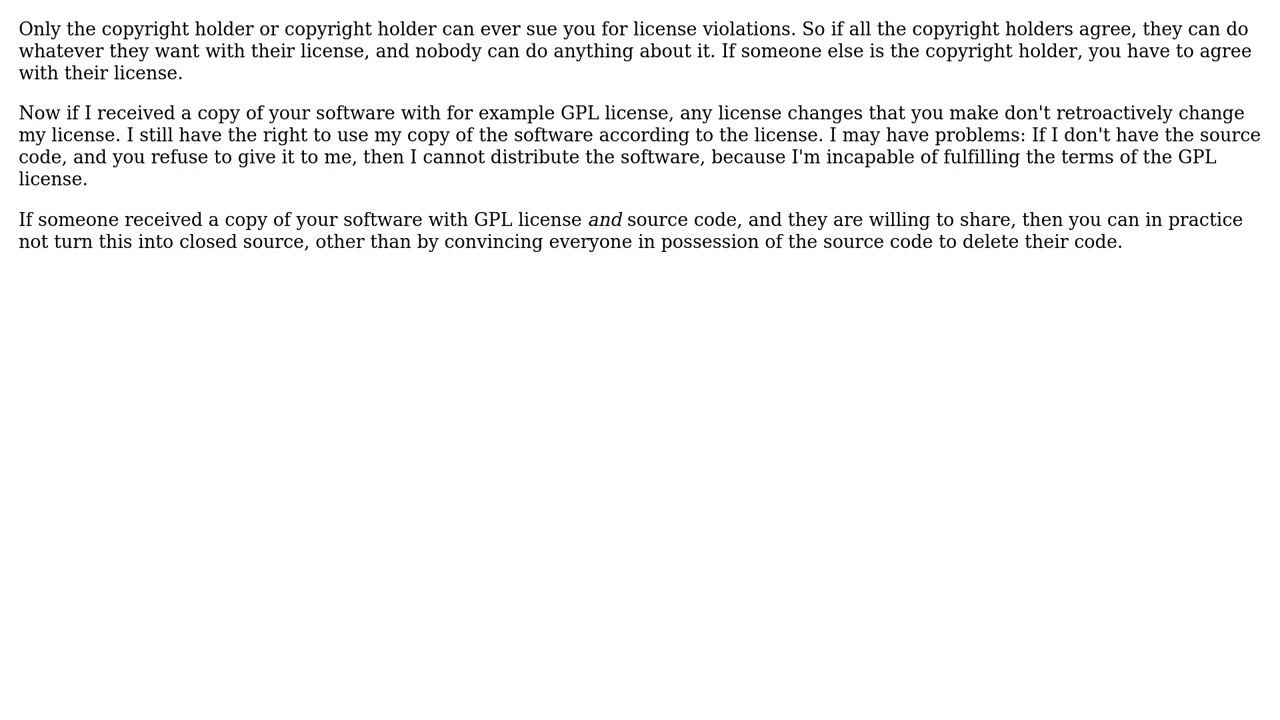 Only the copyright holder or copyright holder can ever sue you for license violations. So if all the copyright holders agree, they can do
whatever they want with their license, and nobody can do anything about it. If someone else is the copyright holder, you have to agree
with their license.
Now if I received a copy of your software with for example GPL license, any license changes that you make don't retroactively change
my license. I still have the right to use my copy of the software according to the license. I may have problems: If I don't have the source
code, and you refuse to give it to me, then I cannot distribute the software, because I'm incapable of fulfilling the terms of the GPL
license.
If someone received a copy of your software with GPL license and source code, and they are willing to share, then you can in practice
not turn this into closed source, other than by convincing everyone in possession of the source code to delete their code.